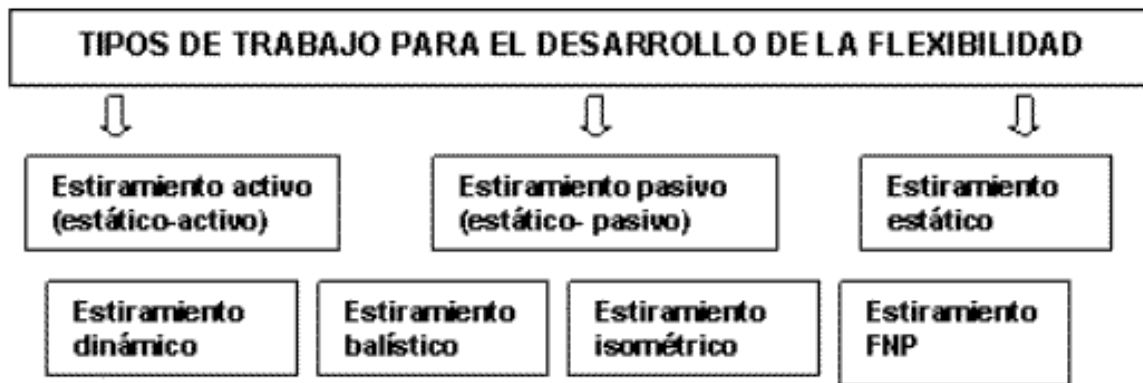 TIPOS DE TRABAJO PARA EL DESARROLLO DE LA FLEXIBILIDAD
Estiramiento activo
(estático-activo)
Estiramiento pasivo
(estático- pasivo)
Estiramiento
estático
Estiramiento
dinámico
Estiramiento
balístico
Estiramiento
isométrico
Estiramiento
FNP